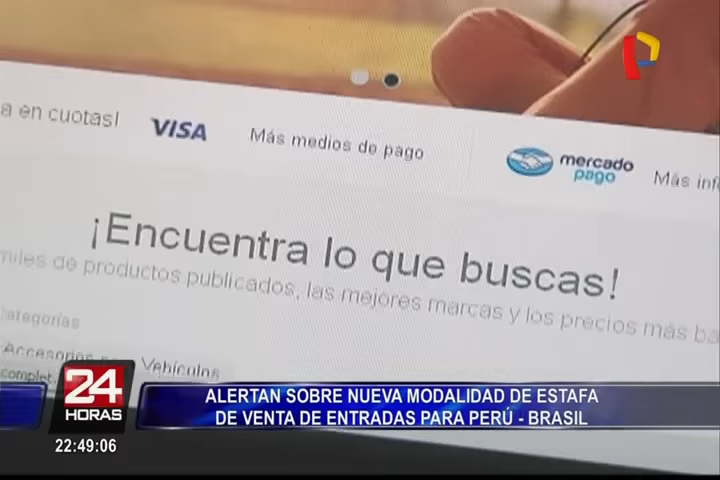 a en cuotas!
VISA
Más medios de pago
mercado
pago
Más inf
¡Encuentra lo que buscas!
miles de productos publicados, las mejores marcas y los precios más ba
Categorías
Accesorios
Vehículos
complet
24
HORAS
22:49:06
ALERTAN SOBRE NUEVA MODALIDAD DE ESTAFA
DE VENTA DE ENTRADAS PARA PERÚ - BRASIL